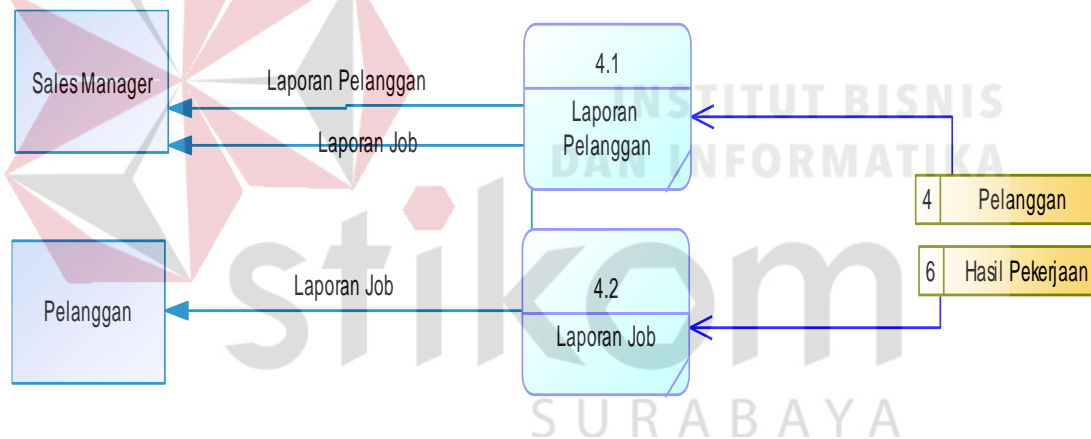 Sales Manager
Laporan Pelanggan
Laporan Job
4.1
Laporan
Pelanggan
INSTITUT BISNIS
DAN INFORMATIKA
4 Pelanggan
6 Hasil Pekerjaan
stikom
SURABAYA
Pelanggan
Laporan Job
4.2
Laporan Job